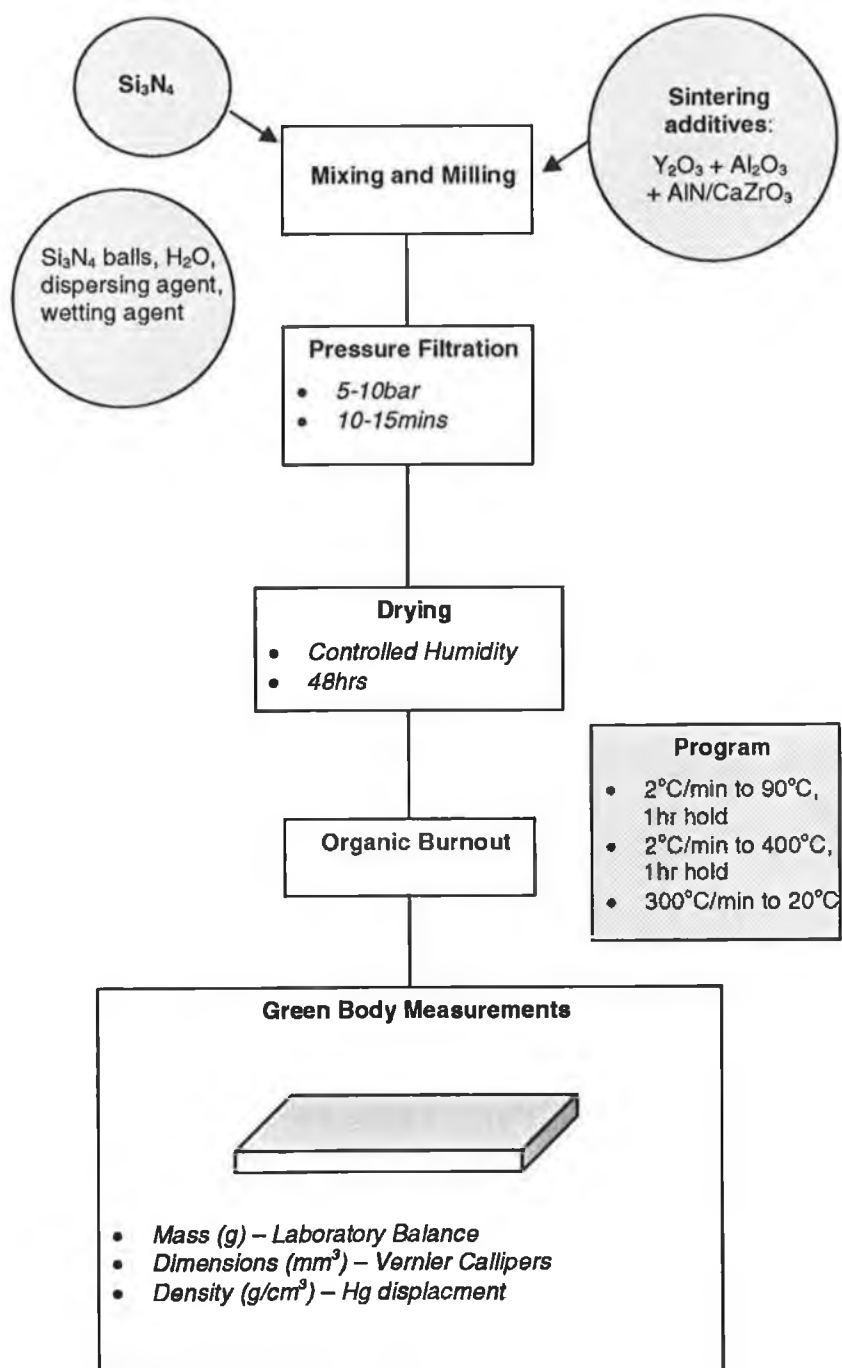 Si₃N₄
Sintering
additives:
Y₂O₃ + Al₂O₃
+ AlN/CaZrO₃
Mixing and Milling
Si₃N₄ balls, H₂O,
dispersing agent,
wetting agent
Pressure Filtration
• 5-10bar
• 10-15mins
Drying
• Controlled Humidity
• 48hrs
Program
• 2°C/min to 90°C,
1hr hold
• 2°C/min to 400°C,
1hr hold
• 300°C/min to 20°C
Organic Burnout
Green Body Measurements
• Mass (g) – Laboratory Balance
• Dimensions (mm³) – Vernier Callipers
• Density (g/cm³) – Hg displacment